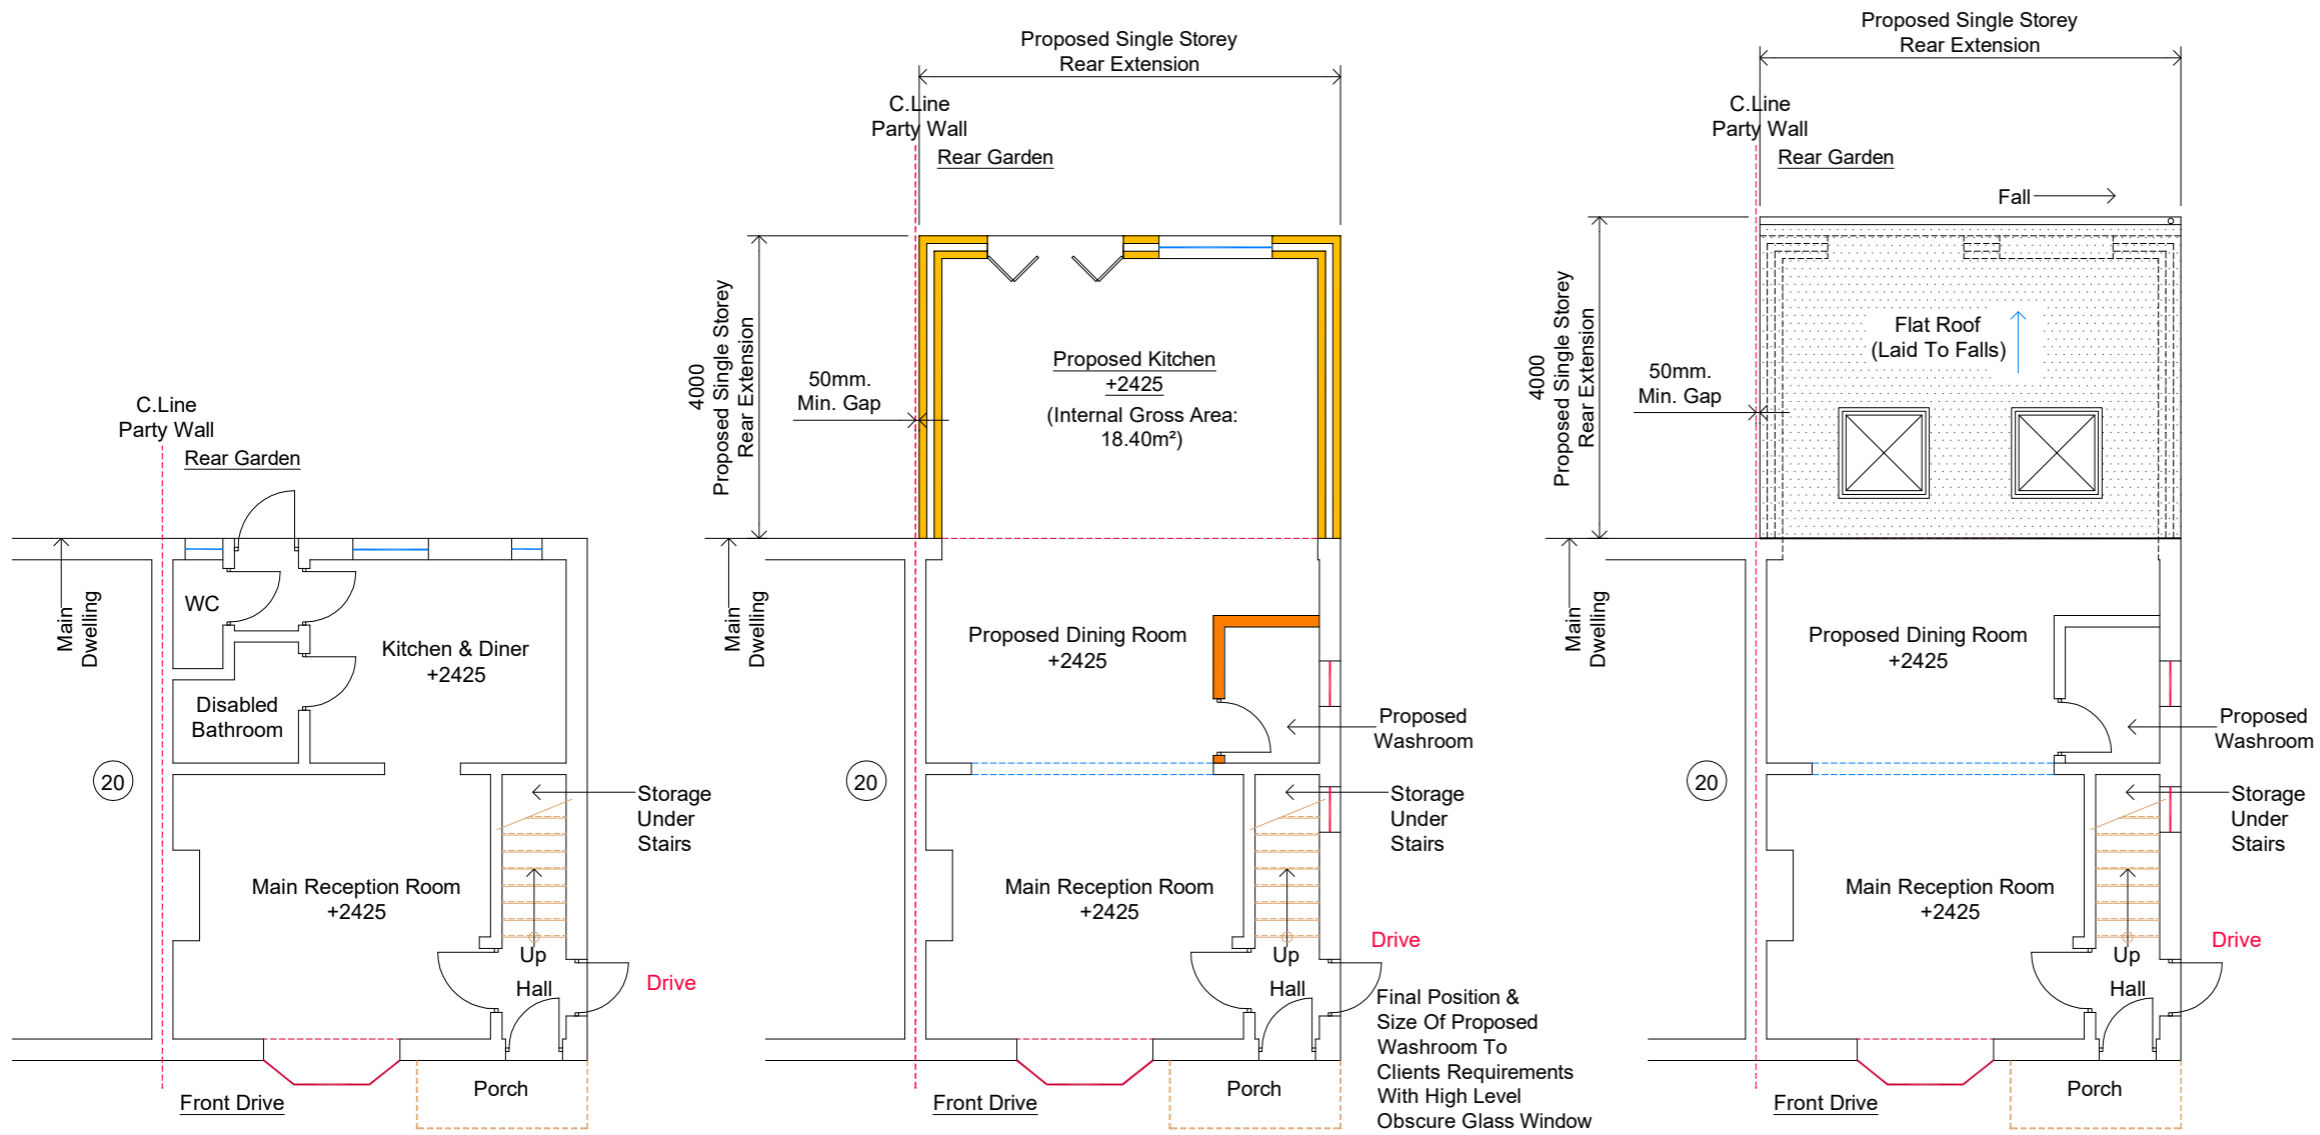 C.Line
Party Wall
Rear Garden
Main
Dwelling
WC
Kitchen & Diner
+2425
Disabled
Bathroom
20
Storage
Under
Stairs
Main Reception Room
+2425
Up
Hall
Drive
Porch
Front Drive
Proposed Single Storey
Rear Extension
C.Line
Party Wall
Rear Garden
4000
Proposed Single Storey
Rear Extension
50mm.
Min. Gap
Proposed Kitchen
+2425
(Internal Gross Area:
18.40m²)
Main
Dwelling
Proposed Dining Room
+2425
Proposed
Washroom
20
Storage
Under
Stairs
Main Reception Room
+2425
Up
Hall
Drive
Final Position &
Size Of Proposed
Washroom To
Clients Requirements
With High Level
Obscure Glass Window
Porch
Front Drive
Proposed Single Storey
Rear Extension
C.Line
Party Wall
Rear Garden
Fall
4000
Proposed Single Storey
Rear Extension
50mm.
Min. Gap
Flat Roof
(Laid To Falls)
Main
Dwelling
Proposed Dining Room
+2425
Proposed
Washroom
20
Storage
Under
Stairs
Main Reception Room
+2425
Up
Hall
Drive
Porch
Front Drive